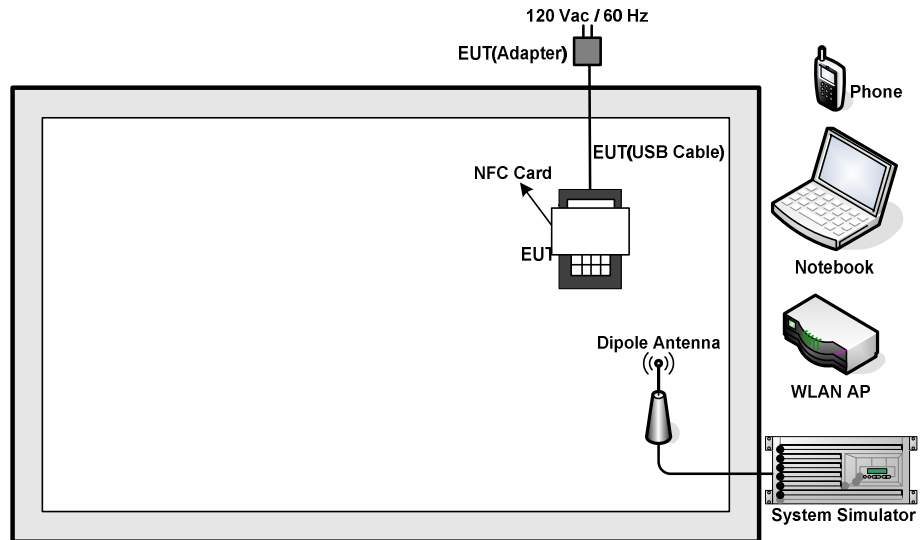 120 Vac / 60 Hz
EUT(Adapter)
Phone
EUT(USB Cable)
NFC Card
EUT
Notebook
Dipole Antenna
WLAN AP
System Simulator